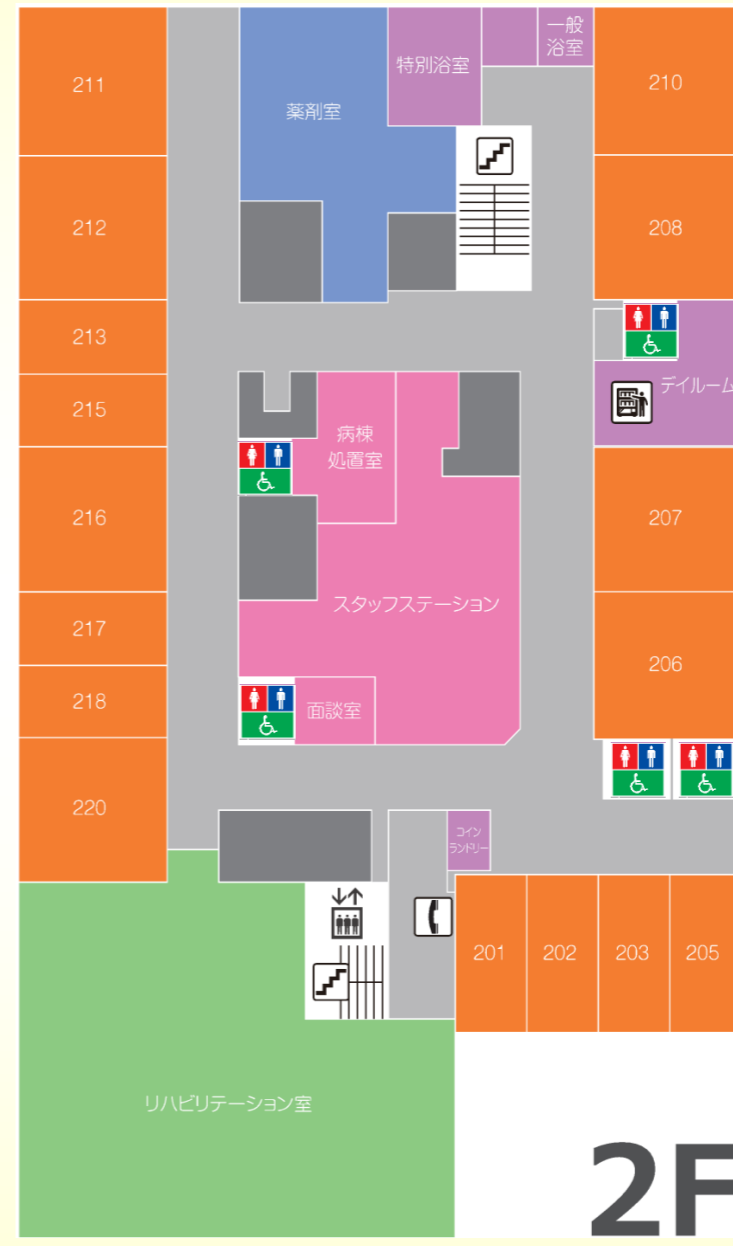 一般
浴室
特別浴室
211
210
薬剤室
212
208
213
デイルーム
215
病棟
処置室
216
207
スタッフステーション
217
206
218
面談室
220
コイン
ランドリー
201
202
203
205
リハビリテーション室
2F